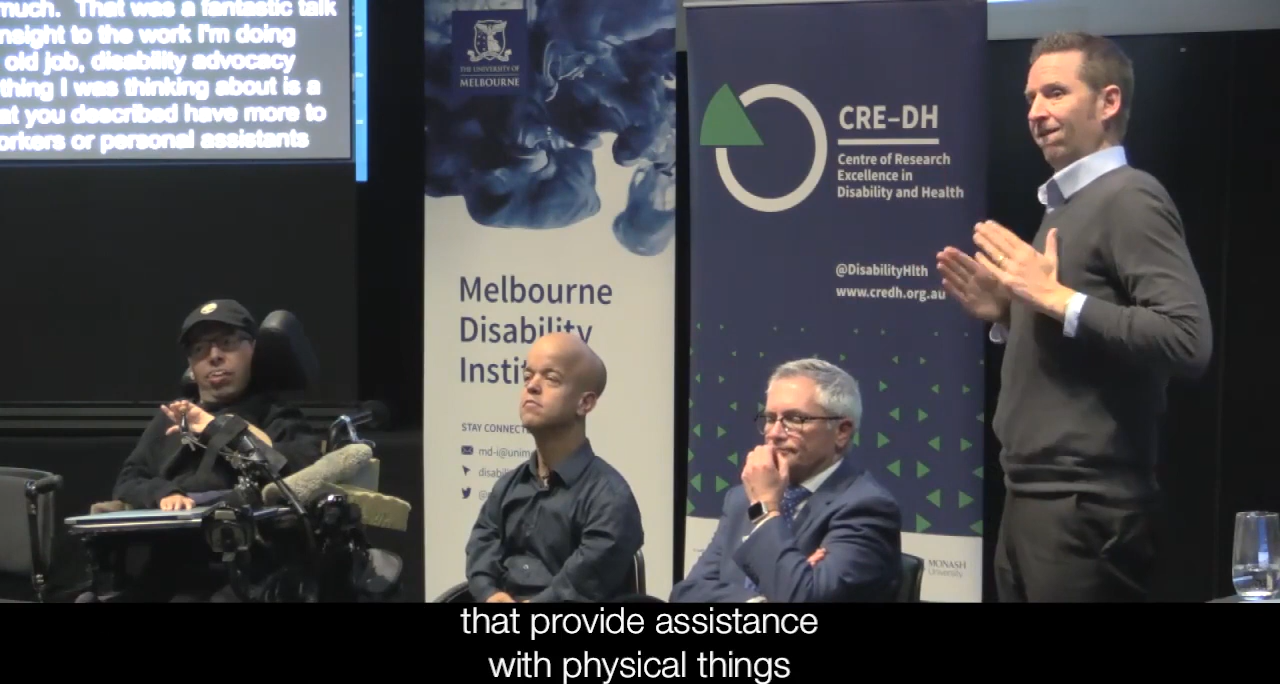 much. That was a fantastic talk
nsight to the work I'm doing
old job, disability advocacy
thing I was thinking about is a
at you described have more to
orkers or personal assistants
THE UNIVERSITY OF
MELBOURNE
Melbourne
Disability
Instit
STAY CONNECT
md-i@unim
disabili
CRE-DH
Centre of Research
Excellence in
Disability and Health
@DisabilityHlth
www.credh.org.au
MONASH
University
that provide assistance
with physical things